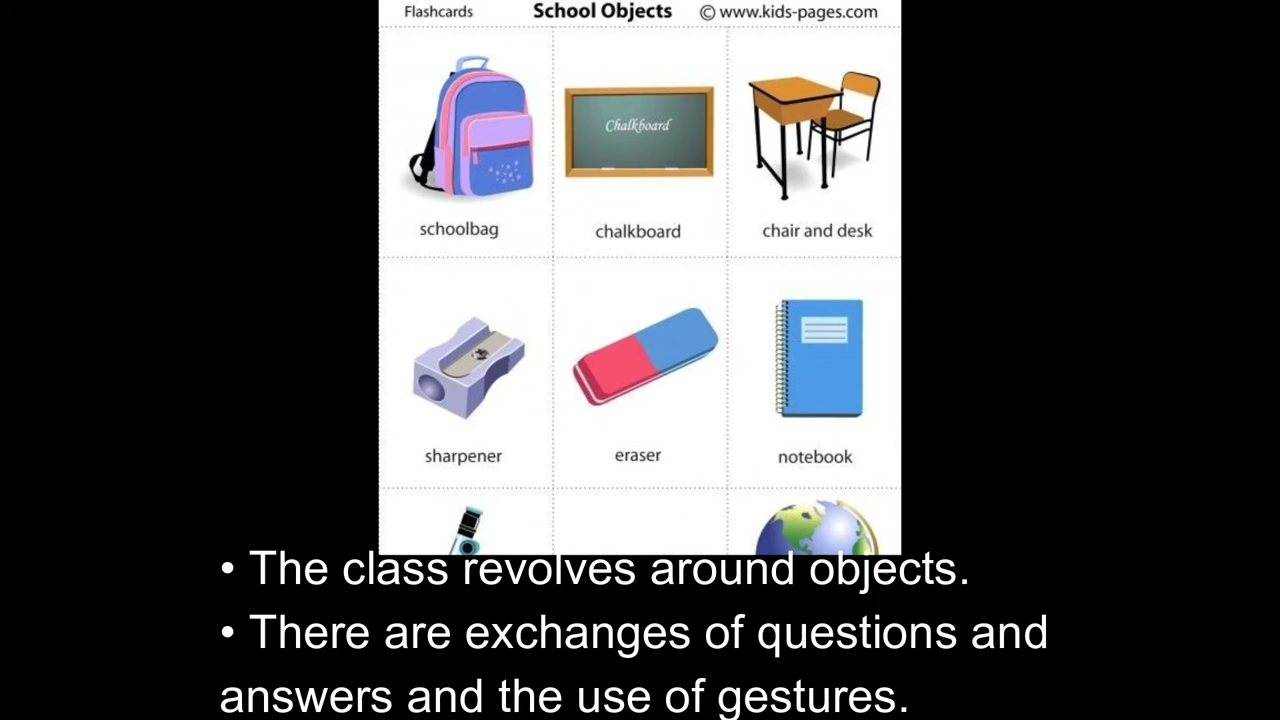 Flashcards School Objects © www.kids-pages.com
Chalkboard
schoolbag chalkboard chair and desk
sharpener eraser notebook
• The class revolves around objects.
• There are exchanges of questions and
answers and the use of gestures.